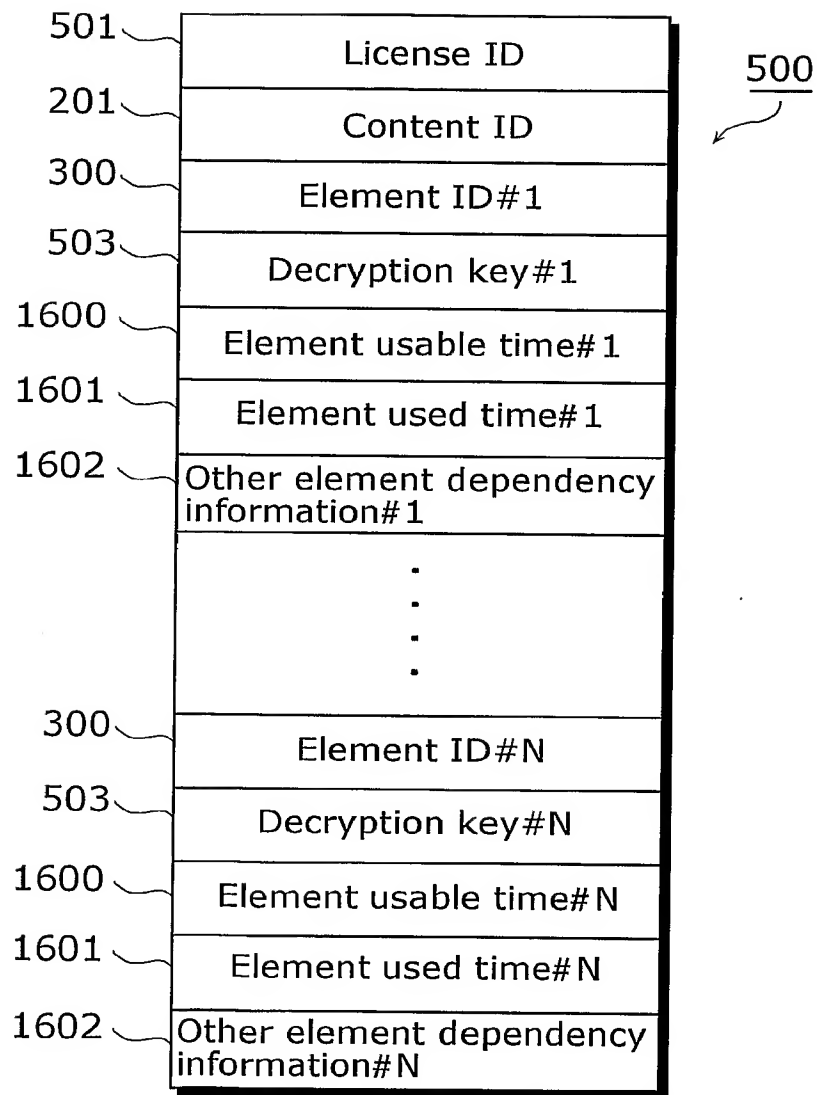 501 License ID
500
201 Content ID
300 Element ID#1
503 Decryption key#1
1600 Element usable time#1
1601 Element used time#1
1602 Other element dependency
information#1
300 Element ID#N
503 Decryption key#N
1600 Element usable time#N
1601 Element used time#N
1602 Other element dependency
information#N